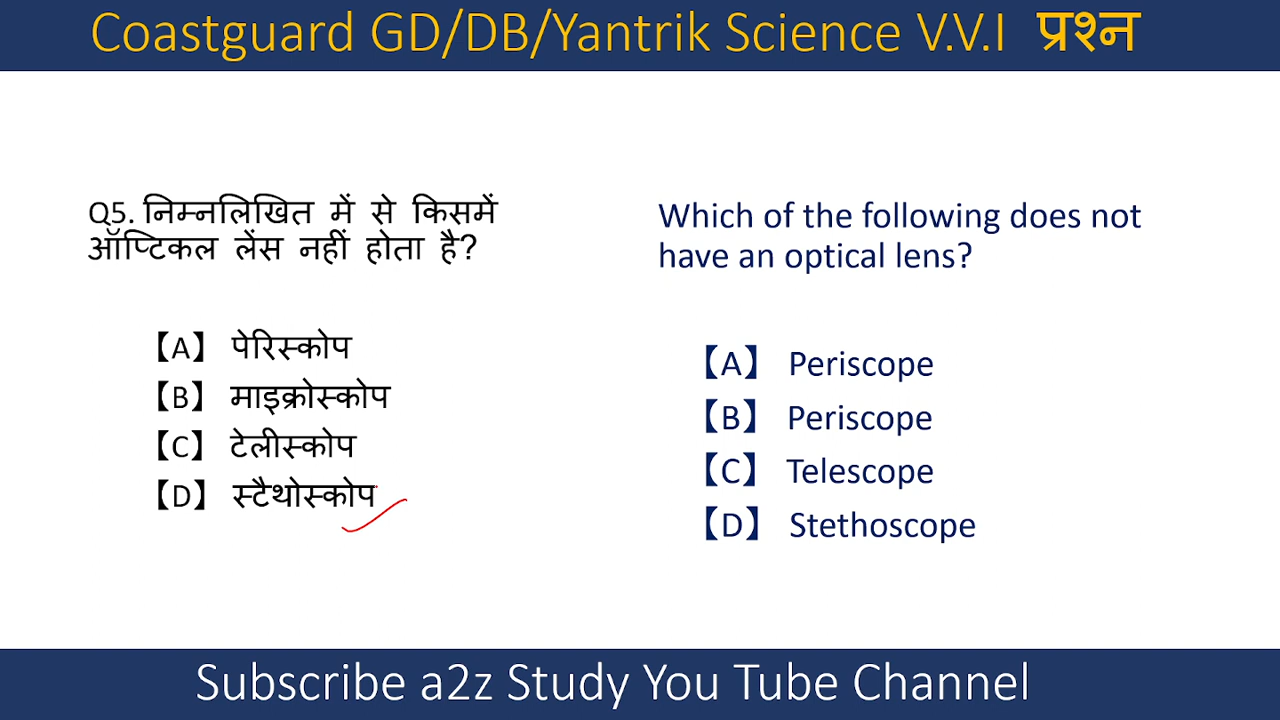 Coastguard GD/DB/Yantrik Science V.V.I प्रश्न
Q5. निम्नलिखित में से किसमें
ऑप्टिकल लेंस नहीं होता है?
【A】 पेरिस्कोप
【B】 माइक्रोस्कोप
【C】 टेलीस्कोप
【D】 स्टैथोस्कोप
Which of the following does not
have an optical lens?
【A】 Periscope
【B】 Periscope
【C】 Telescope
【D】 Stethoscope
Subscribe a2z Study You Tube Channel